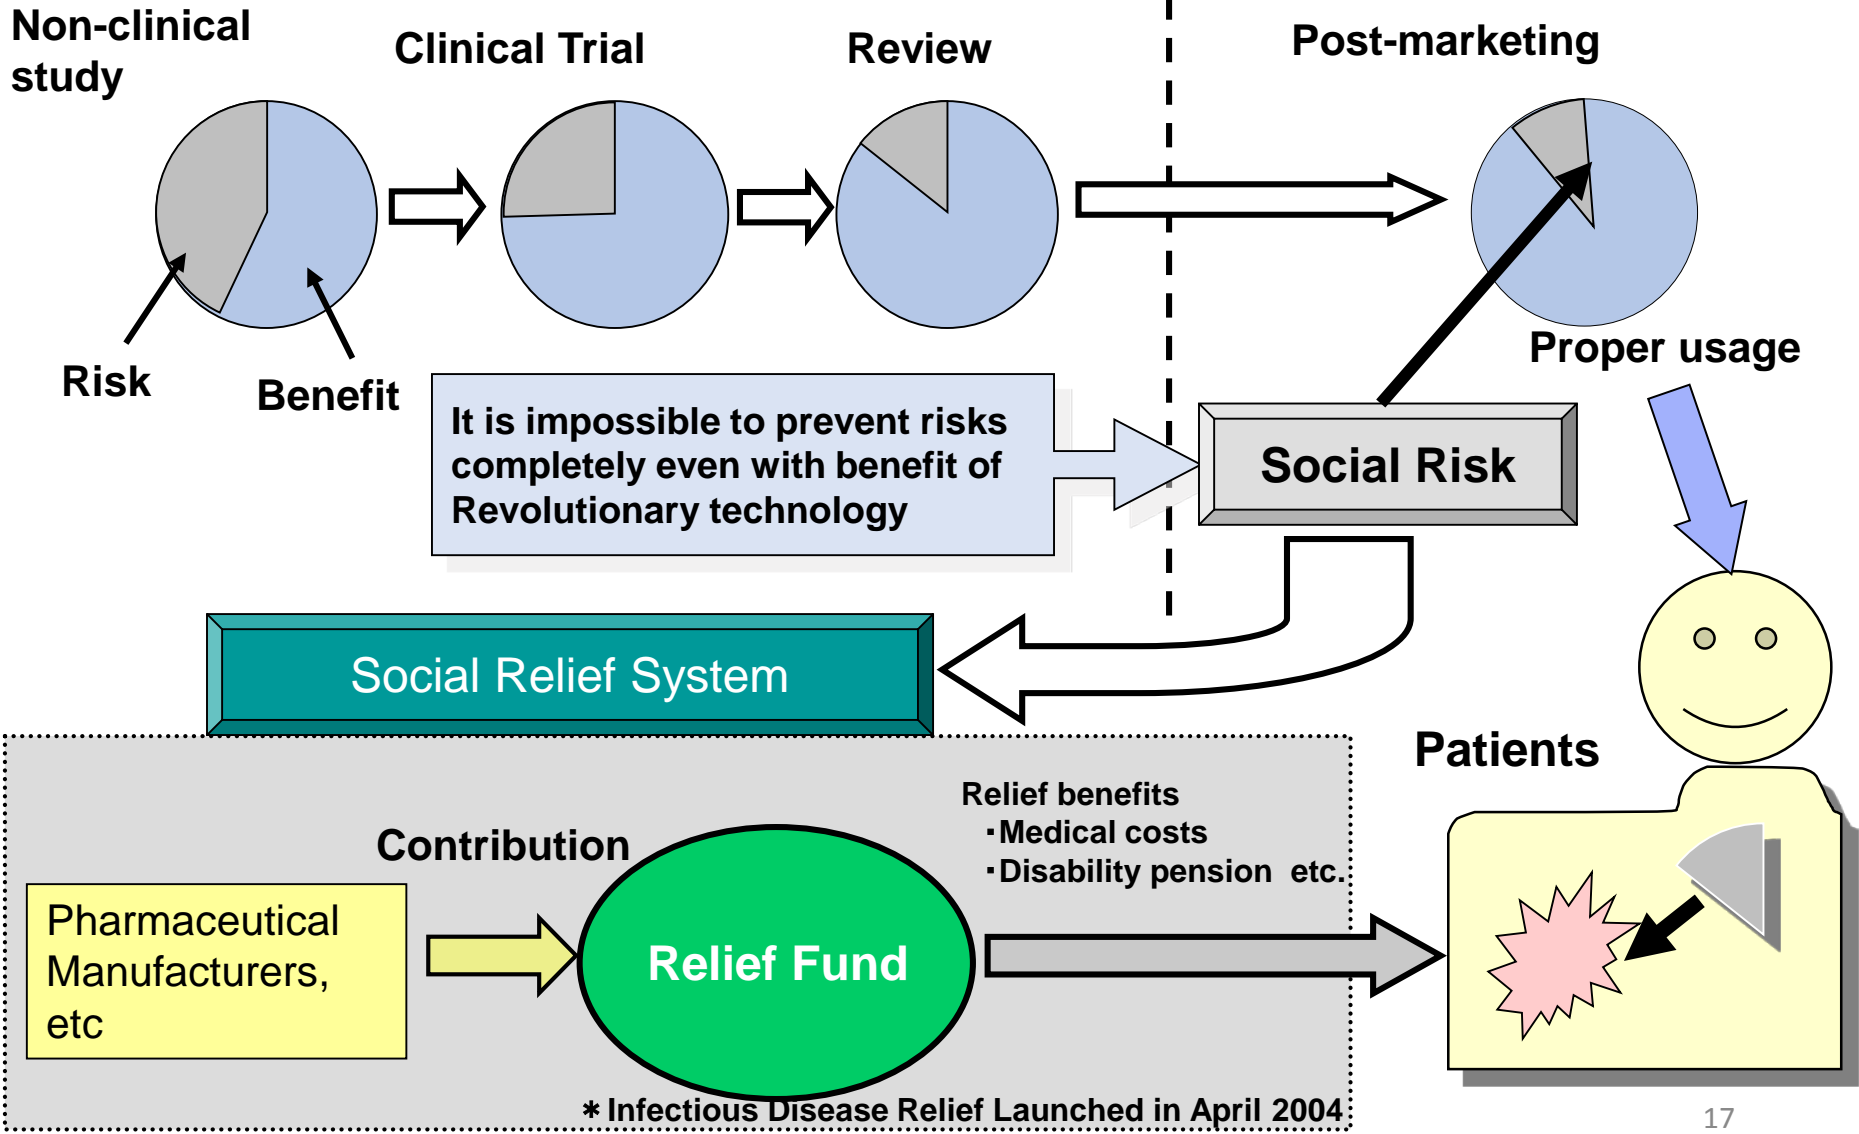 Non-clinical
study
Clinical Trial
Review
Post-marketing
Risk
Benefit
Proper usage
It is impossible to prevent risks
completely even with benefit of
Revolutionary technology
Social Risk
Social Relief System
Patients
Relief benefits
・Medical costs
・Disability pension  etc.
Contribution
Pharmaceutical
Manufacturers,
etc
Relief Fund
＊Infectious Disease Relief Launched in April 2004
17